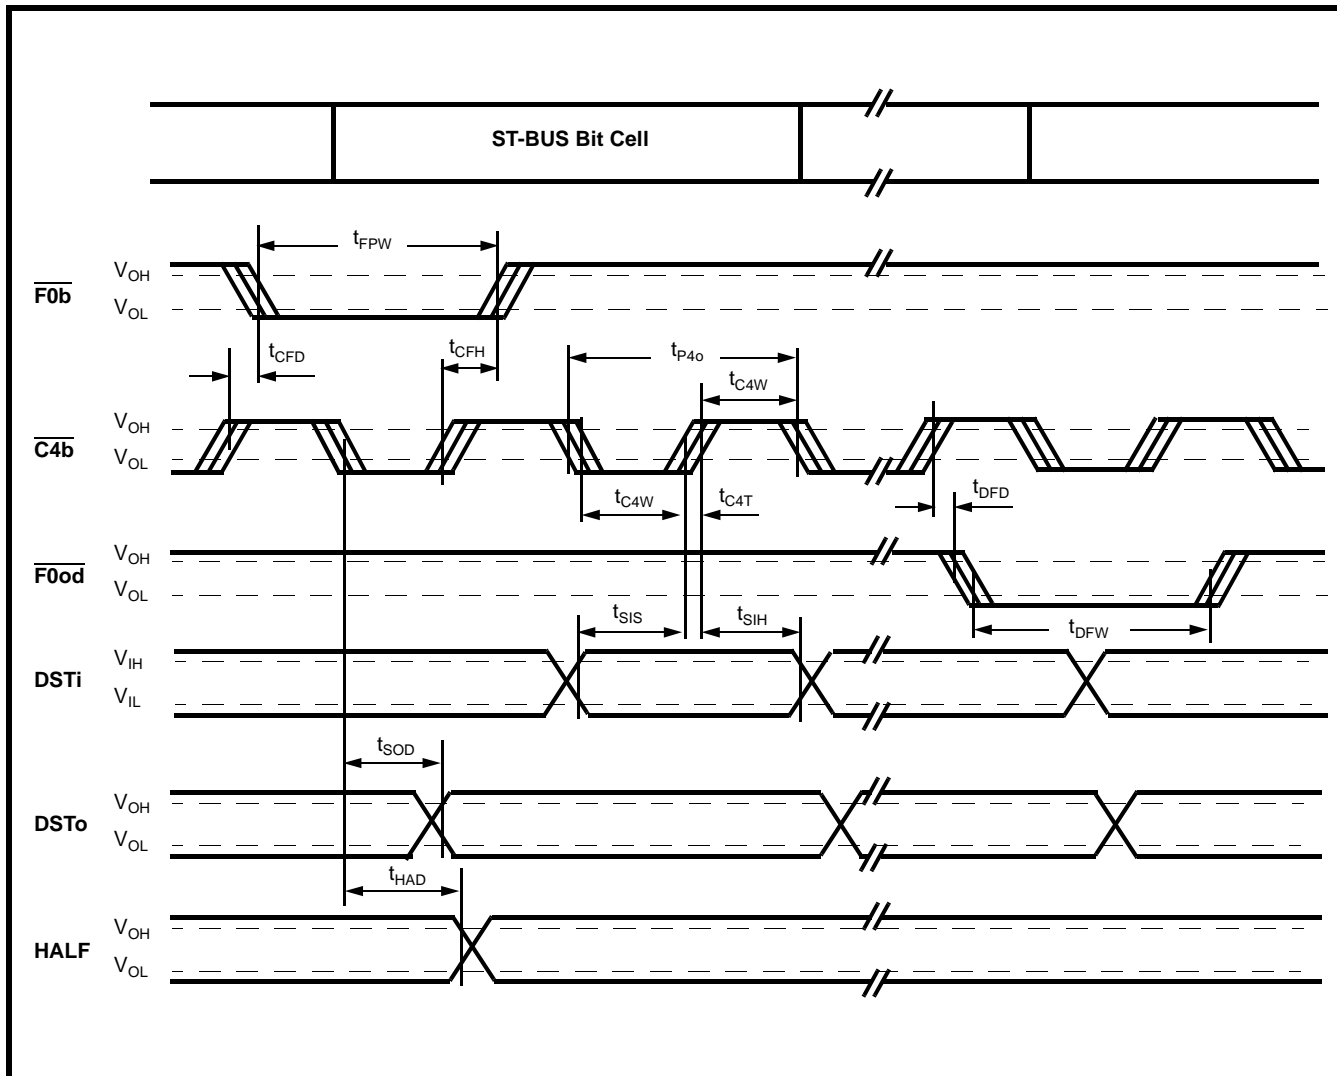 ST-BUS Bit Cell
tFPW
VOH
F0b
VOL
tCFD
tCFH
tP4o
tC4W
VOH
C4b
VOL
tC4W
tC4T
tDFD
VOH
F0od
VOL
tSIS
tSIH
tDFW
VIH
DSTi
VIL
tSOD
VOH
DSTo
VOL
tHAD
VOH
HALF
VOL